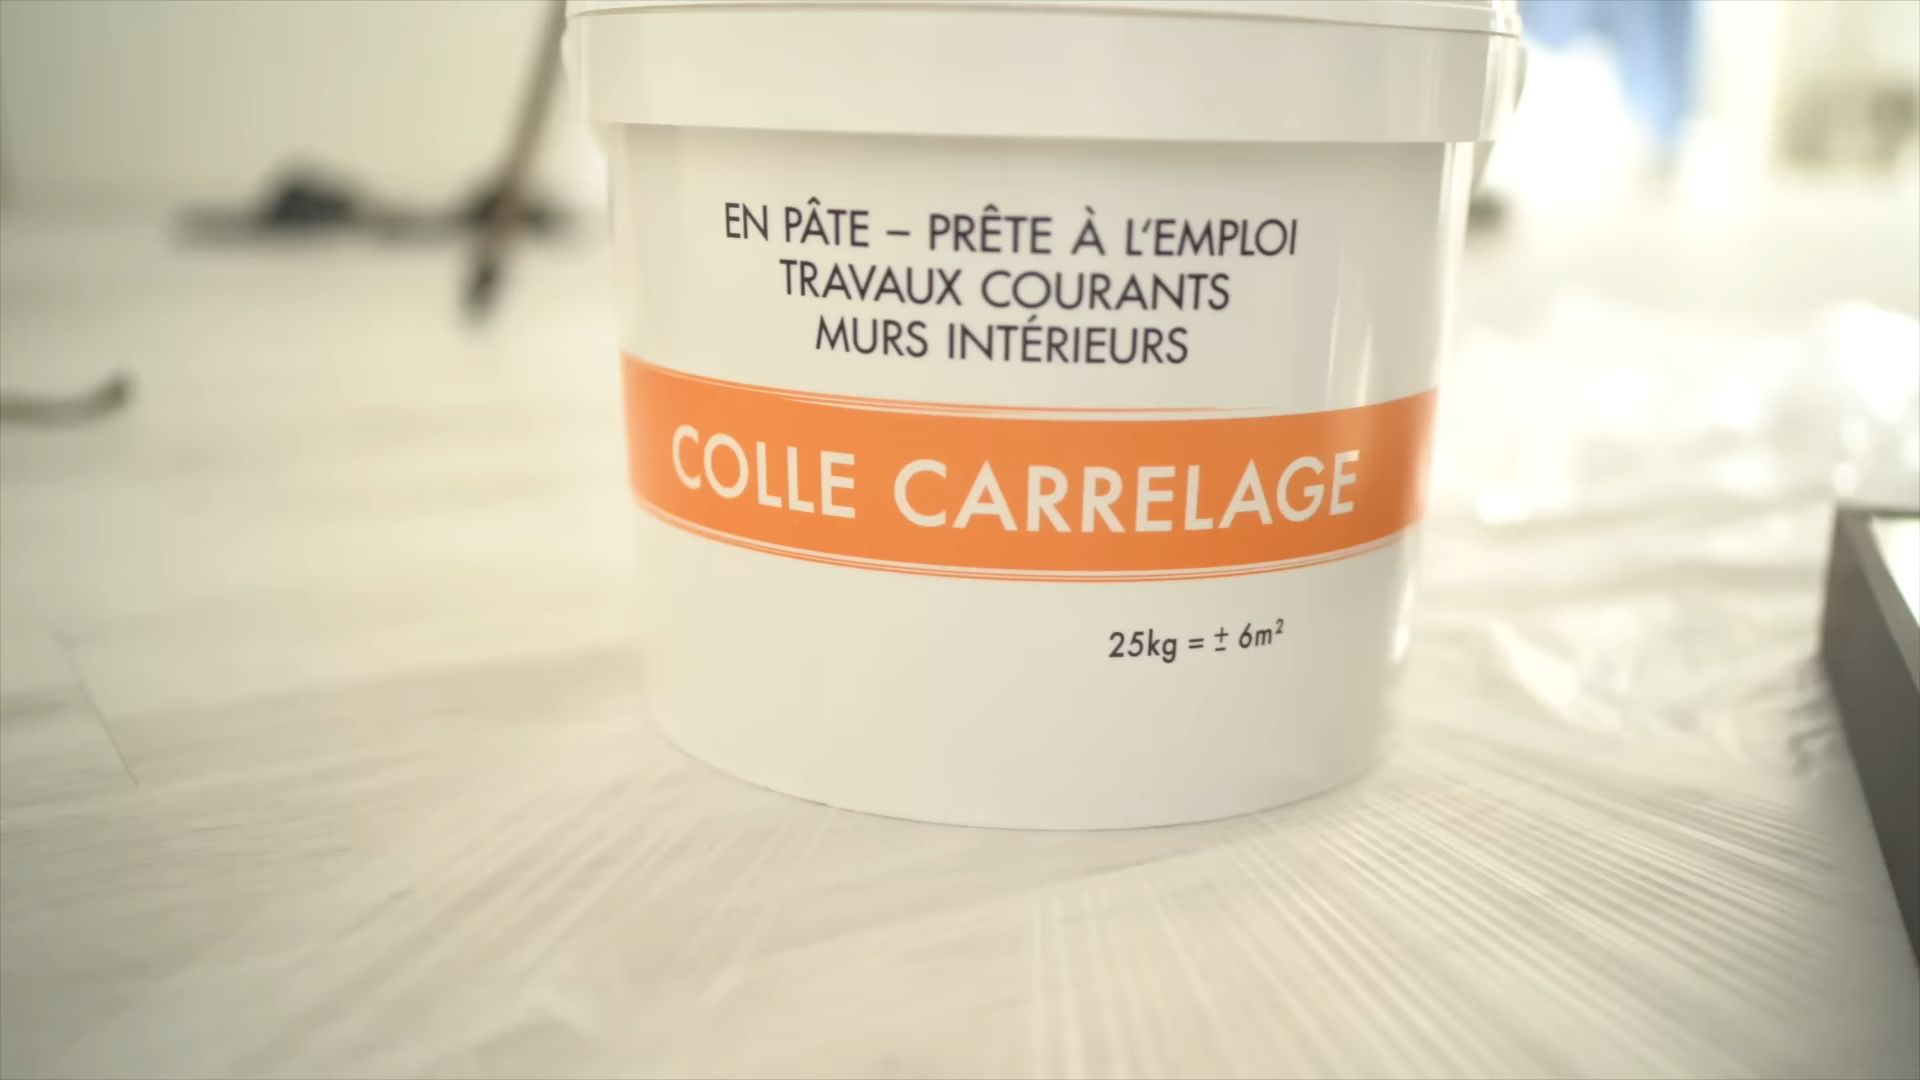 EN PÂTE – PRÊTE À L'EMPLOI
TRAVAUX COURANTS
MURS INTÉRIEURS
COLLE CARRELAGE
25kg = ± 6m²